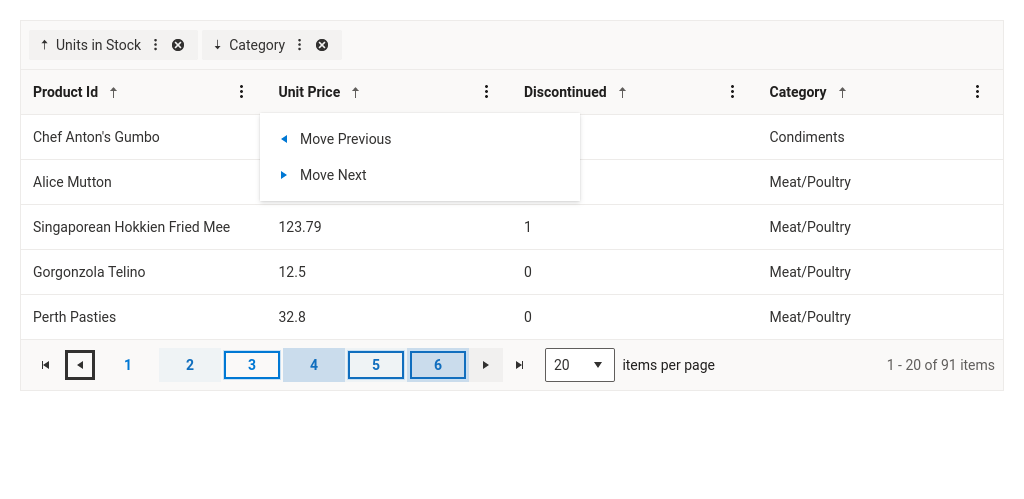 Units in Stock Category
Product Id Unit Price Discontinued Category
Chef Anton's Gumbo Condiments
Move Previous
Alice Mutton Meat/Poultry
Move Next
Singaporean Hokkien Fried Mee 123.79 1 Meat/Poultry
Gorgonzola Telino 12.5 0 Meat/Poultry
Perth Pasties 32.8 0 Meat/Poultry
1 2 3 4 5 6 20 items per page 1 - 20 of 91 items